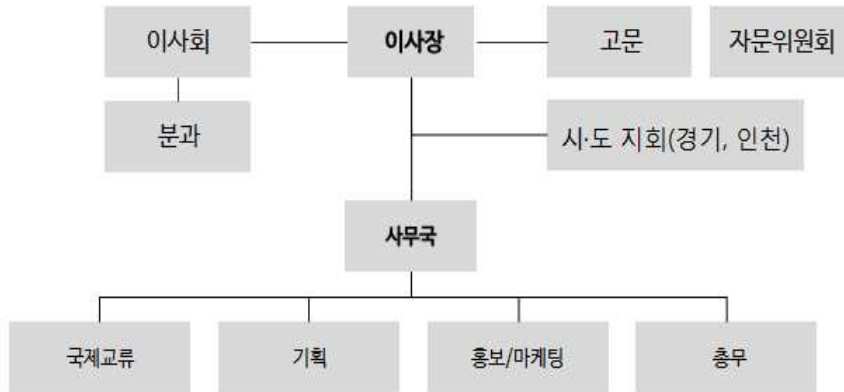 이사회
이사장
고문
자문위원회
분과
시·도 지회(경기, 인천)
사무국
국제교류
기획
홍보/마케팅
총무